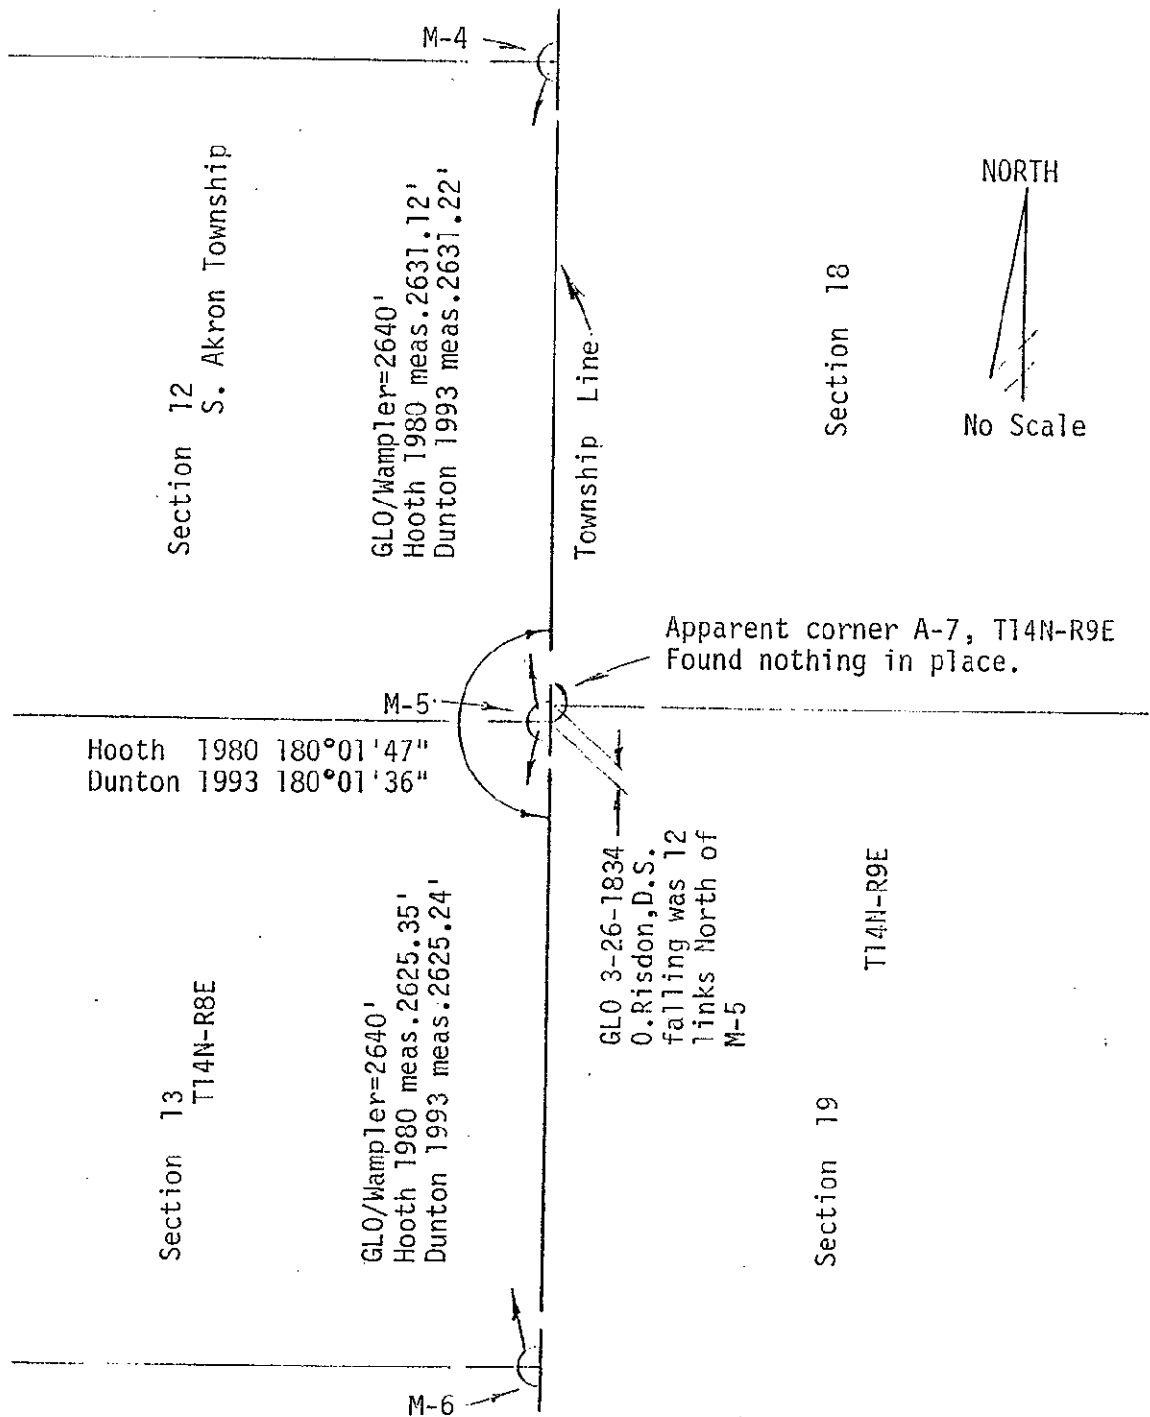 M-4
Section 12
S. Akron Township
GLO/Wampler=2640'
Hooth 1980 meas.2631.12'
Dunton 1993 meas.2631.22'
Township Line
Section 18
NORTH
No Scale
Apparent corner A-7, T14N-R9E
Found nothing in place.
M-5
Hooth 1980 180°01'47"
Dunton 1993 180°01'36"
GLO 3-26-1834
O.Risdon,D.S.
falling was 12
links North of
M-5
Section 13
T14N-R8E
GLO/Wampler=2640'
Hooth 1980 meas.2625.35'
Dunton 1993 meas.2625.24'
T14N-R9E
Section 19
M-6